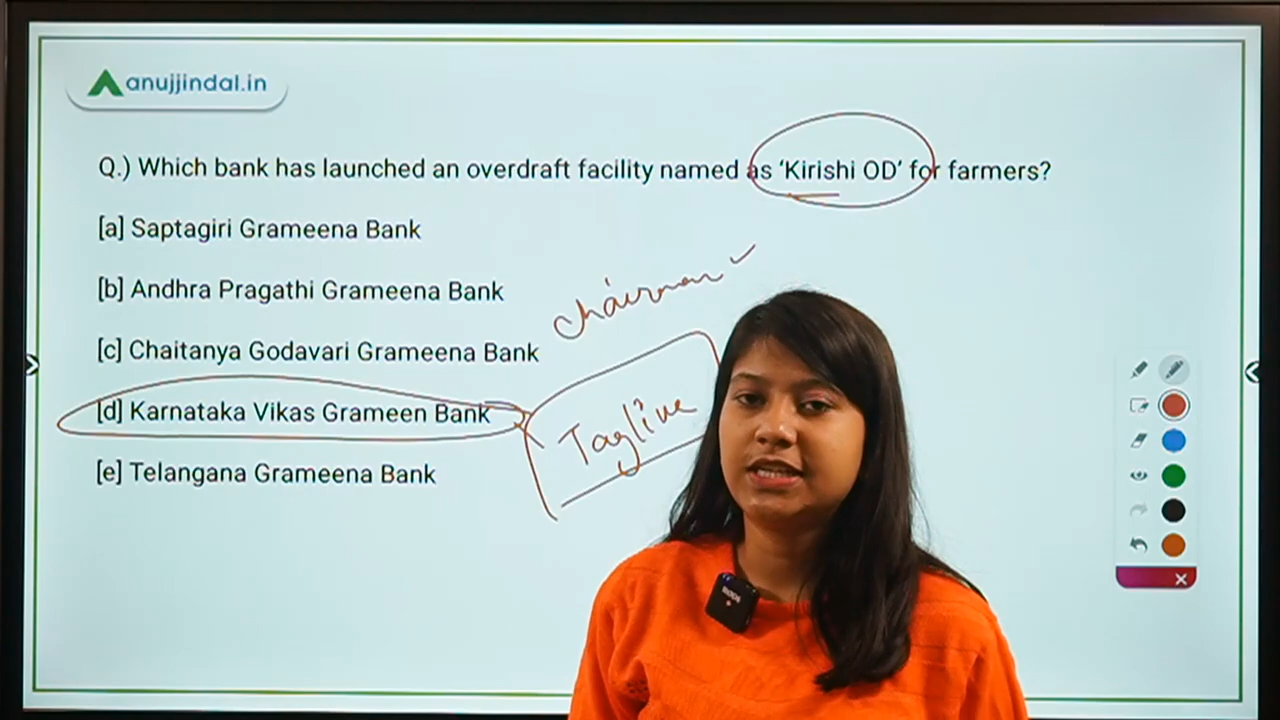 anujjindal.in
Q.) Which bank has launched an overdraft facility named as ‘Kirishi OD’ for farmers?
[a] Saptagiri Grameena Bank
[b] Andhra Pragathi Grameena Bank
[c] Chaitanya Godavari Grameena Bank
[d] Karnataka Vikas Grameen Bank
[e] Telangana Grameena Bank
Chairman
Tagline